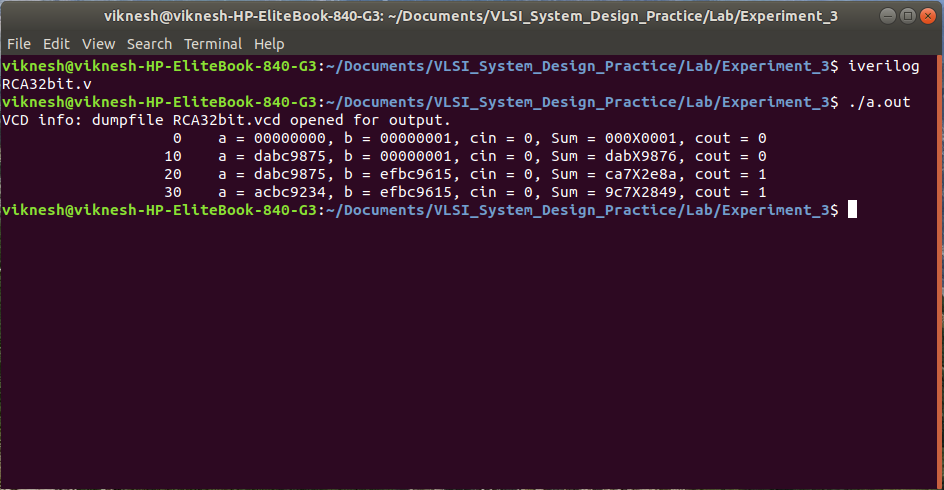 viknesh@viknesh-HP-EliteBook-840-G3: ~/Documents/VLSI_System_Design_Practice/Lab/Experiment_3
File Edit View Search Terminal Help
viknesh@viknesh-HP-EliteBook-840-G3:~/Documents/VLSI_System_Design_Practice/Lab/Experiment_3$ iverilog
RCA32bit.v
viknesh@viknesh-HP-EliteBook-840-G3:~/Documents/VLSI_System_Design_Practice/Lab/Experiment_3$ ./a.out
VCD info: dumpfile RCA32bit.vcd opened for output.
0 a = 00000000, b = 00000001, cin = 0, Sum = 000X0001, cout = 0
10 a = dabc9875, b = 00000001, cin = 0, Sum = dabX9876, cout = 0
20 a = dabc9875, b = efbc9615, cin = 0, Sum = ca7X2e8a, cout = 1
30 a = acbc9234, b = efbc9615, cin = 0, Sum = 9c7X2849, cout = 1
viknesh@viknesh-HP-EliteBook-840-G3:~/Documents/VLSI_System_Design_Practice/Lab/Experiment_3$